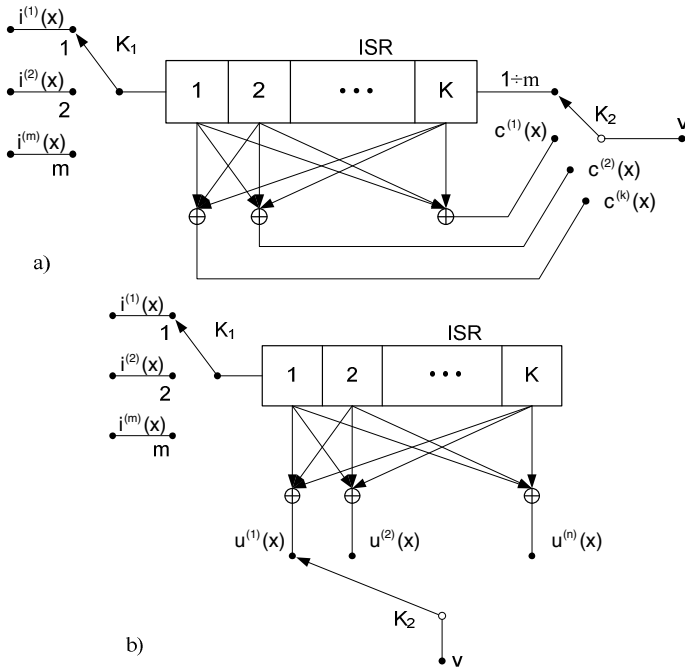 i⁽¹⁾(x)
1
K₁
i⁽²⁾(x)
2
i⁽ᵐ⁾(x)
m
ISR
1 2 ••• K
1÷m
K₂
v
c⁽¹⁾(x)
c⁽²⁾(x)
c⁽ᵏ⁾(x)
a)
i⁽¹⁾(x)
1
K₁
i⁽²⁾(x)
2
i⁽ᵐ⁾(x)
m
ISR
1 2 ••• K
u⁽¹⁾(x) u⁽²⁾(x) u⁽ⁿ⁾(x)
K₂
b)
v